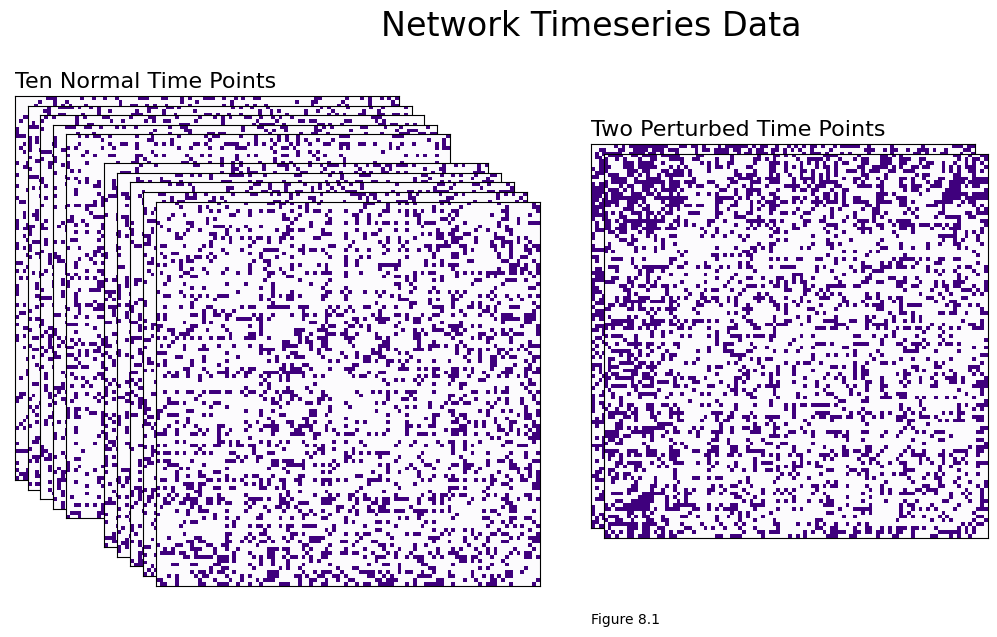 Network Timeseries Data
Ten Normal Time Points
Two Perturbed Time Points
Figure 8.1